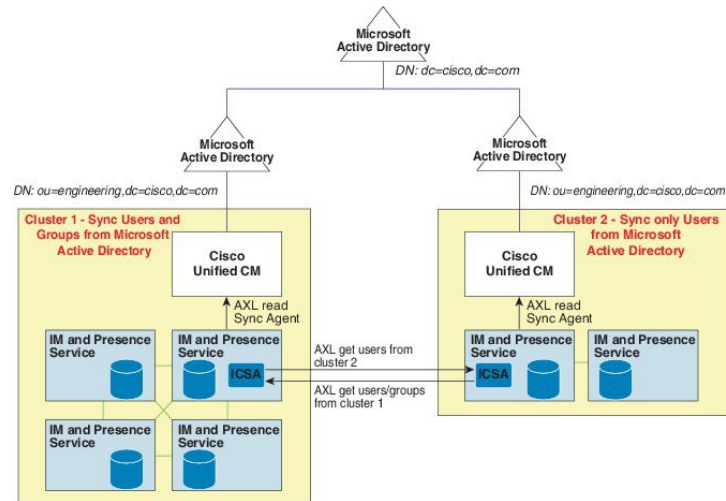 Microsoft
Active Directory
DN: dc=cisco,dc=com
Microsoft
Active Directory
Microsoft
Active Directory
DN: ou=engineering,dc=cisco,dc=com
DN: ou=engineering,dc=cisco,dc=com
Cluster 1 - Sync Users and
Groups from Microsoft
Active Directory
Cisco
Unified CM
AXL read
Sync Agent
IM and Presence
Service
IM and Presence
Service
ICSA
IM and Presence
Service
IM and Presence
Service
AXL get users from
cluster 2
AXL get users/groups
from cluster 1
Cluster 2 - Sync only Users
from Microsoft
Active Directory
Cisco
Unified CM
AXL read
Sync Agent
IM and Presence
Service
ICSA
IM and Presence
Service